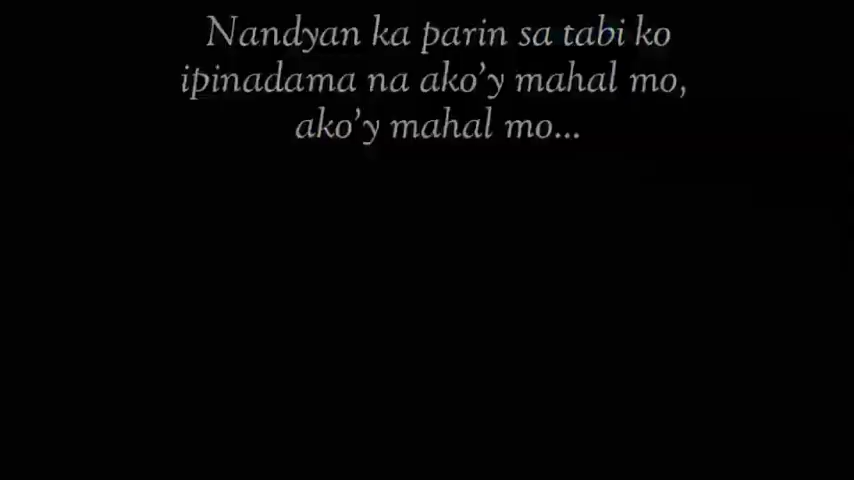 Nandyan ka parin sa tabi ko
ipinadama na ako’y mahal mo,
ako’y mahal mo...